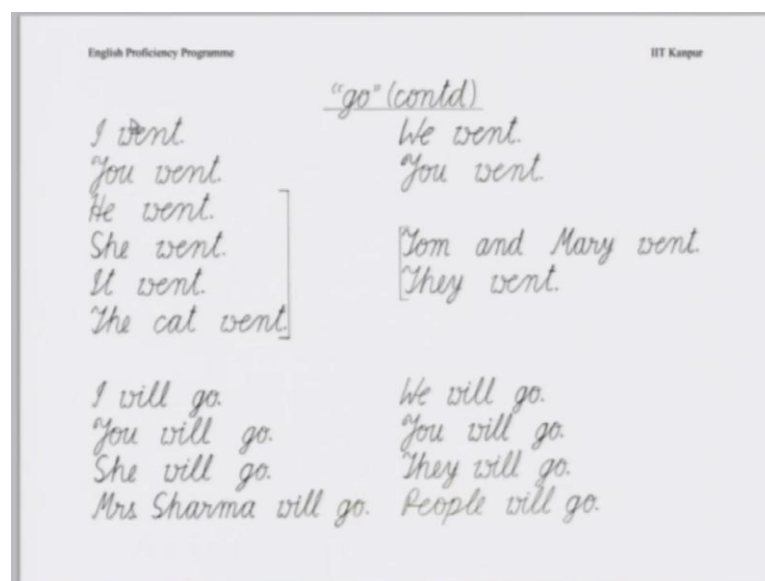 English Proficiency Programme IIT Kanpur
"go" (contd)
I went. We went.
You went. You went.
He went.
She went. Tom and Mary went.
It went. They went.
The cat went.
I will go. We will go.
You will go. You will go.
She will go. They will go.
Mrs Sharma will go. People will go.